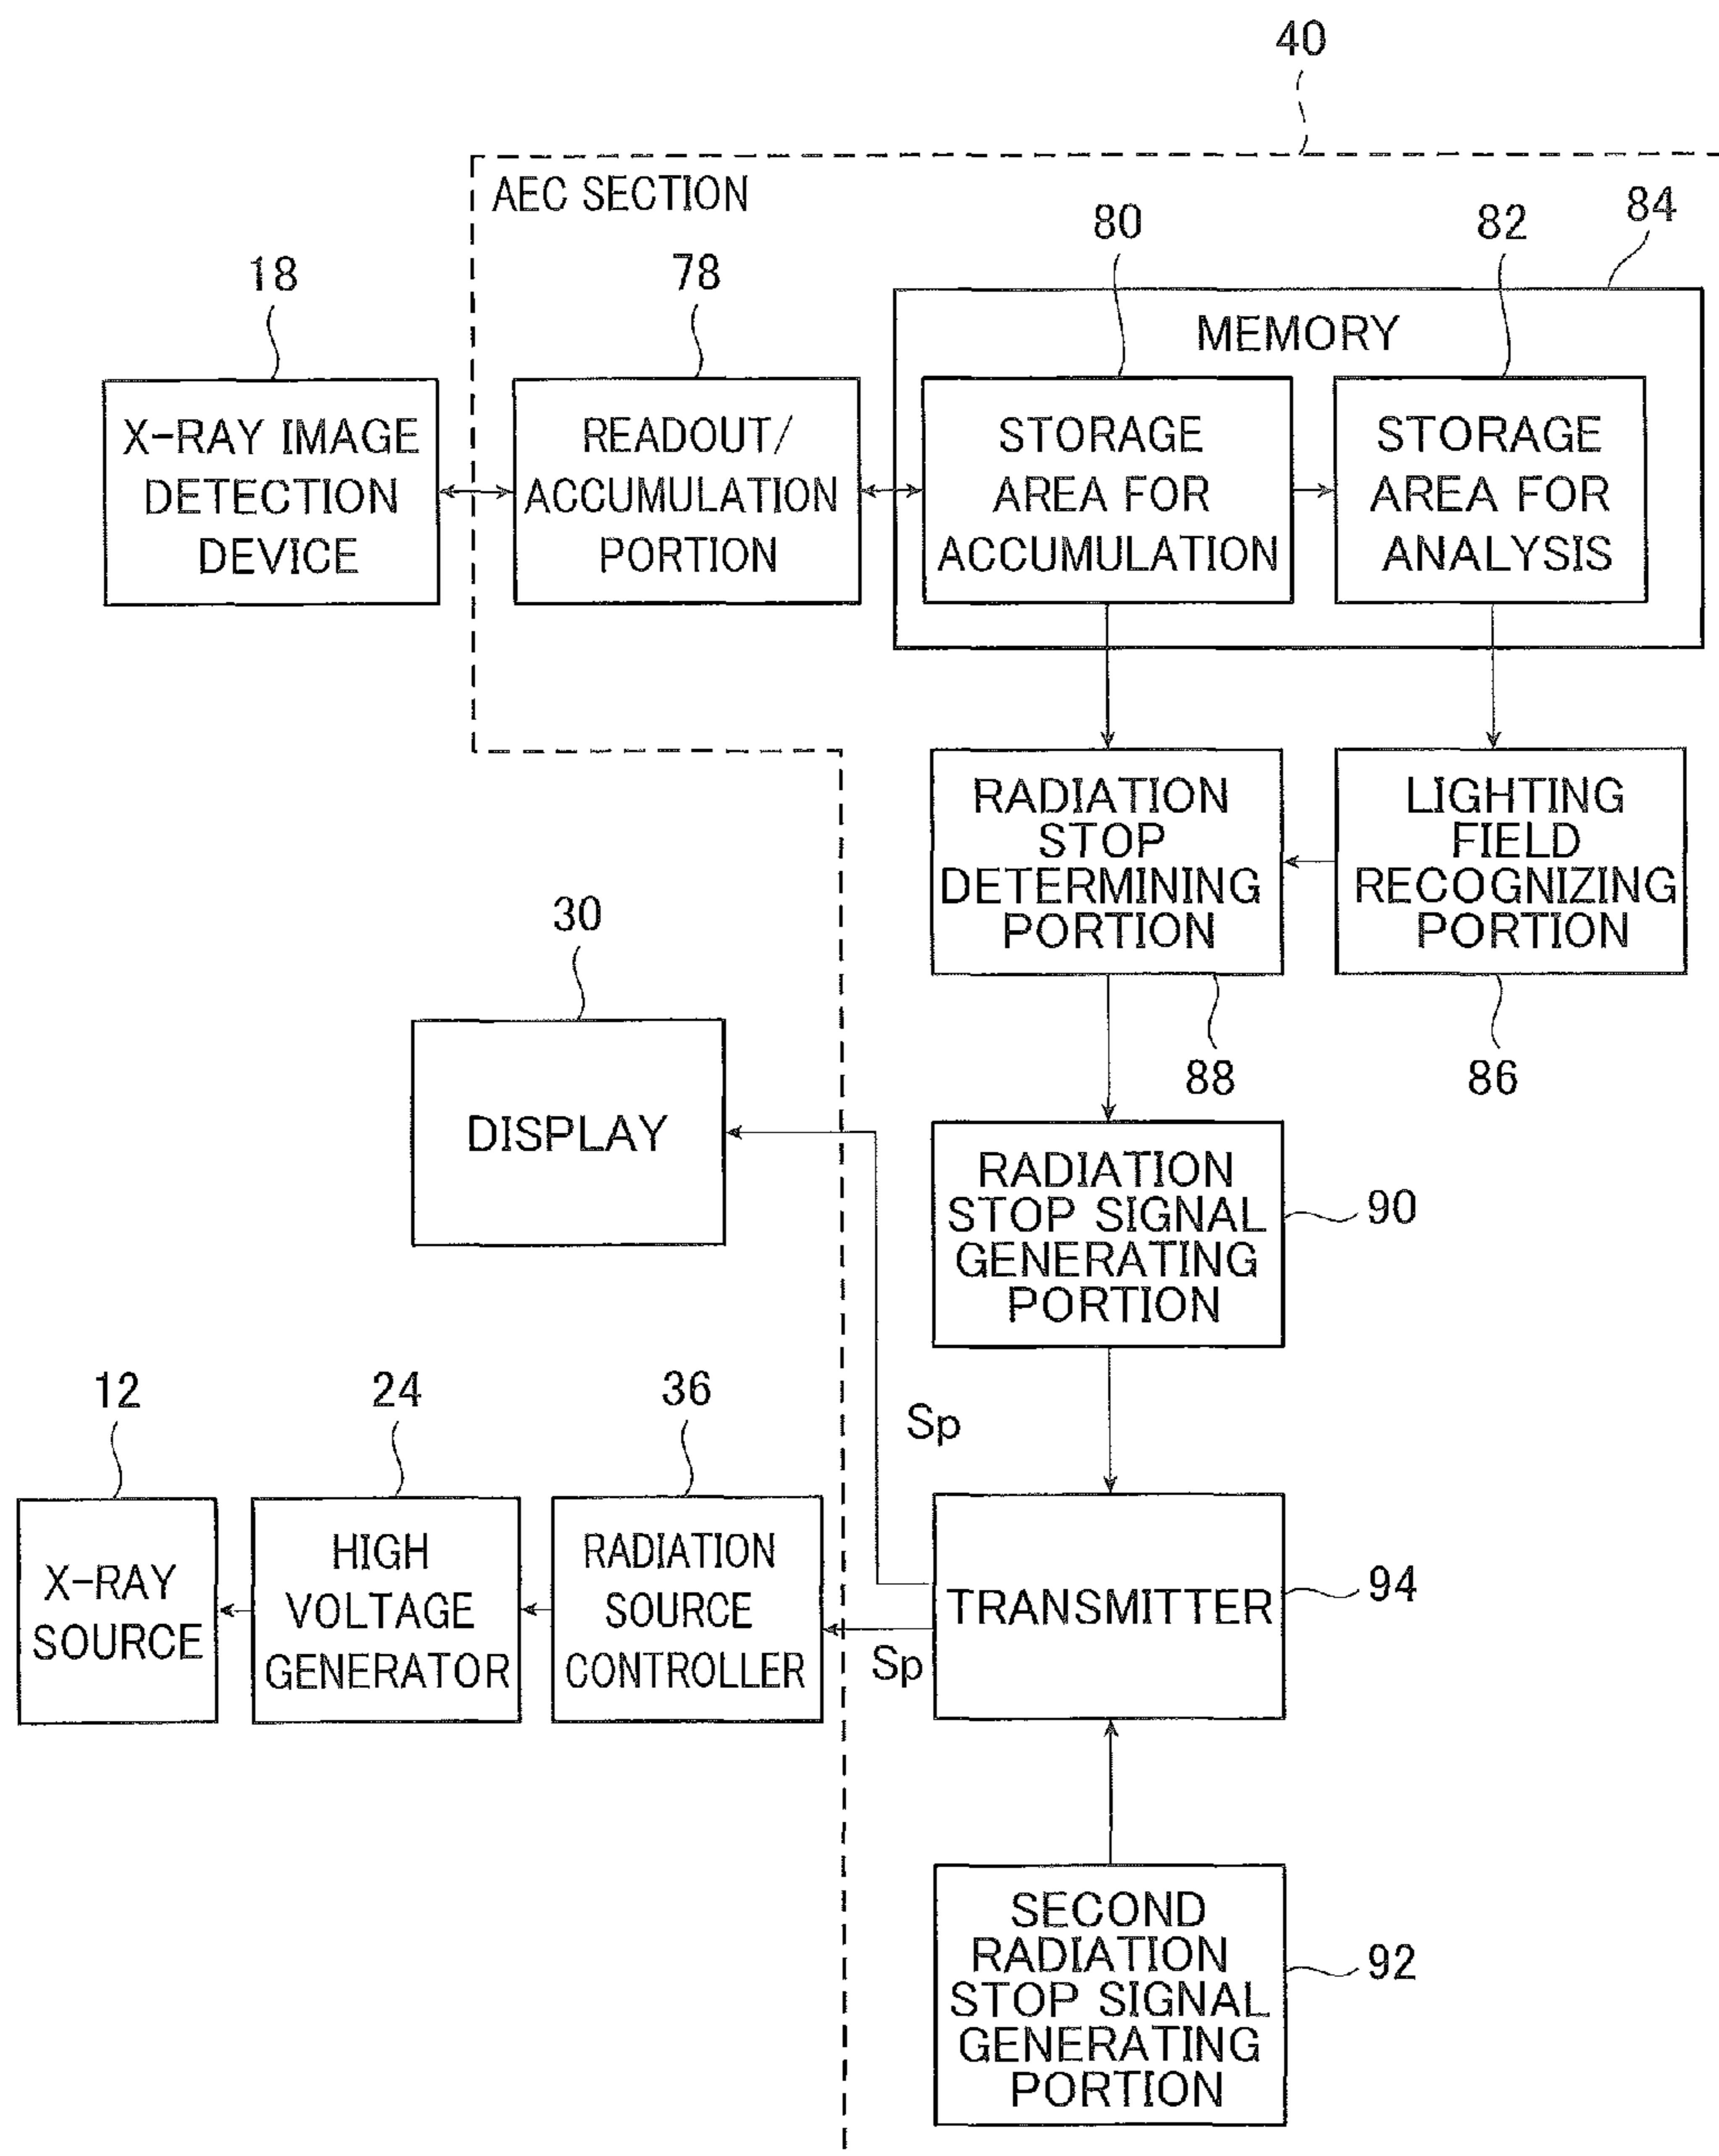 40
AEC SECTION
84
80
82
18
78
MEMORY
X-RAY IMAGE
DETECTION
DEVICE
READOUT/
ACCUMULATION
PORTION
STORAGE
AREA FOR
ACCUMULATION
STORAGE
AREA FOR
ANALYSIS
RADIATION
STOP
DETERMINING
PORTION
LIGHTING
FIELD
RECOGNIZING
PORTION
88
86
30
DISPLAY
RADIATION
STOP SIGNAL
GENERATING
PORTION
90
12
24
36
Sp
X-RAY
SOURCE
HIGH
VOLTAGE
GENERATOR
RADIATION
SOURCE
CONTROLLER
Sp
TRANSMITTER
94
SECOND
RADIATION
STOP SIGNAL
GENERATING
PORTION
92